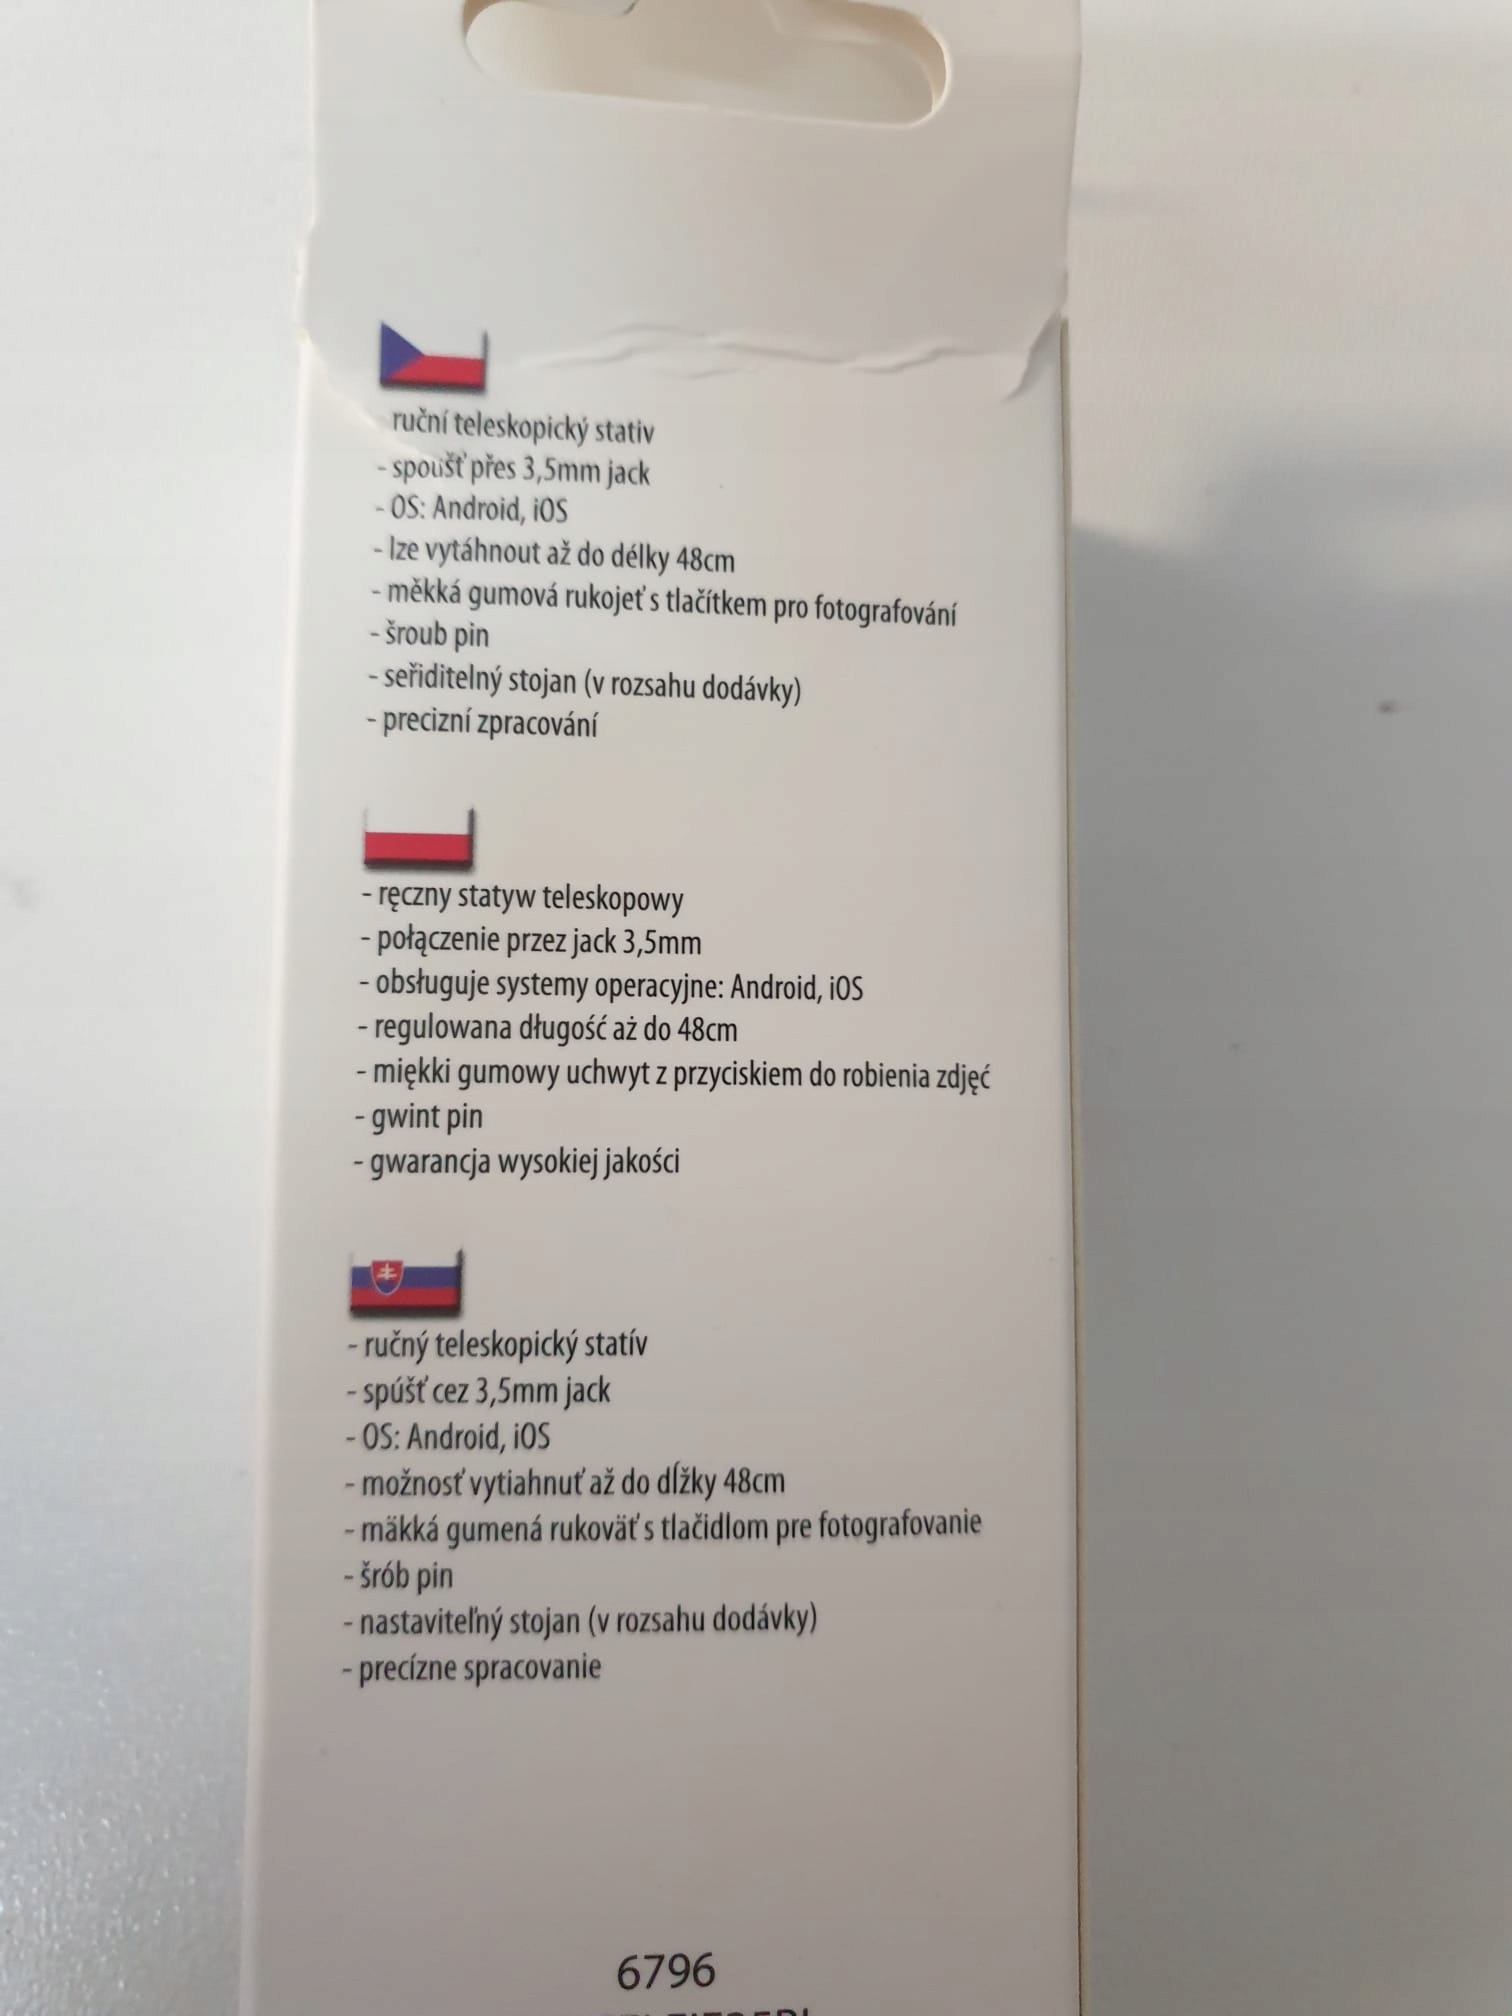 ruční teleskopický stativ
- spoušť přes 3,5mm jack
- OS: Android, iOS
- lze vytáhnout až do délky 48cm
- měkká gumová rukojeť s tlačítkem pro fotografování
- šroub pin
- seřiditelný stojan (v rozsahu dodávky)
- precizní zpracování
- ręczny statyw teleskopowy
- połączenie przez jack 3,5mm
- obsługuje systemy operacyjne: Android, iOS
- regulowana długość aż do 48cm
- miękki gumowy uchwyt z przyciskiem do robienia zdjęć
- gwint pin
- gwarancja wysokiej jakości
- ručný teleskopický statív
- spúšť cez 3,5mm jack
- OS: Android, iOS
- možnosť vytiahnuť až do dĺžky 48cm
- mäkká gumená rukoväť s tlačidlom pre fotografovanie
- šrób pin
- nastaviteľný stojan (v rozsahu dodávky)
- precízne spracovanie
6796